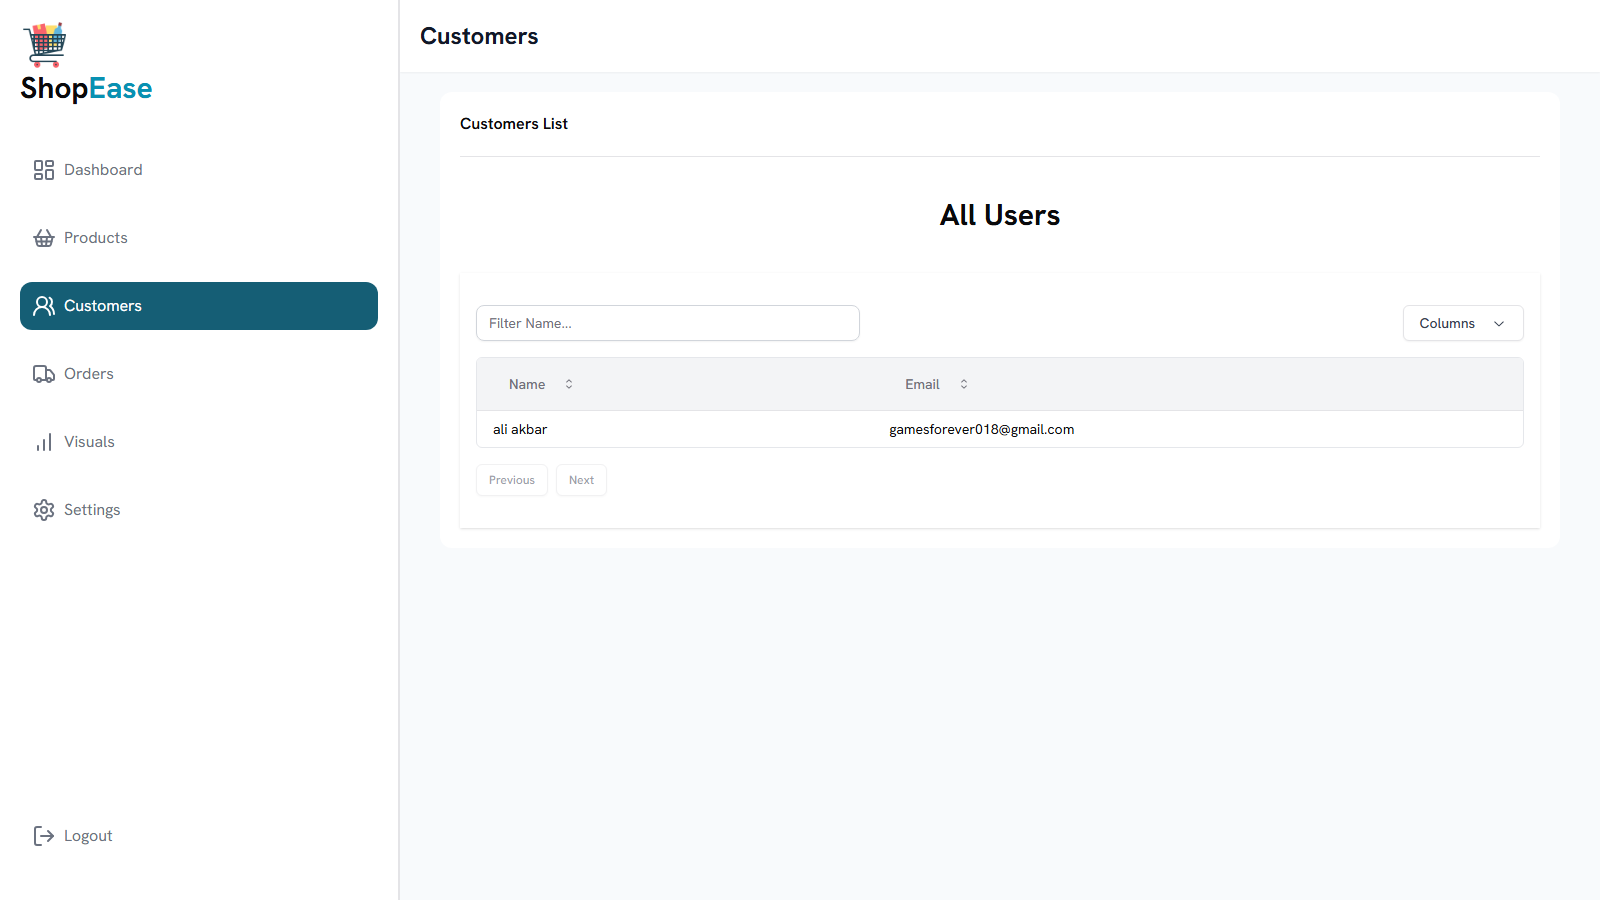 ShopEase
Dashboard
Products
Customers
Orders
Visuals
Settings
Logout
Customers
Customers List
All Users
Filter Name...
Columns
Name Email
ali akbar gamesforever018@gmail.com
Previous Next